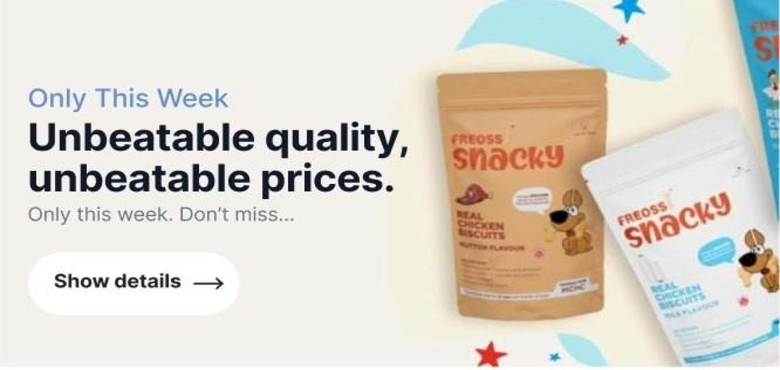 Only This Week
Unbeatable quality,
unbeatable prices.
Only this week. Don't miss...
Show details
FREOSS
snacky
REAL
CHICKEN
BISCUITS
MUTTON FLAVOUR
FREOSS
snacky
REAL
CHICKEN
BISCUITS
MILK FLAVOUR